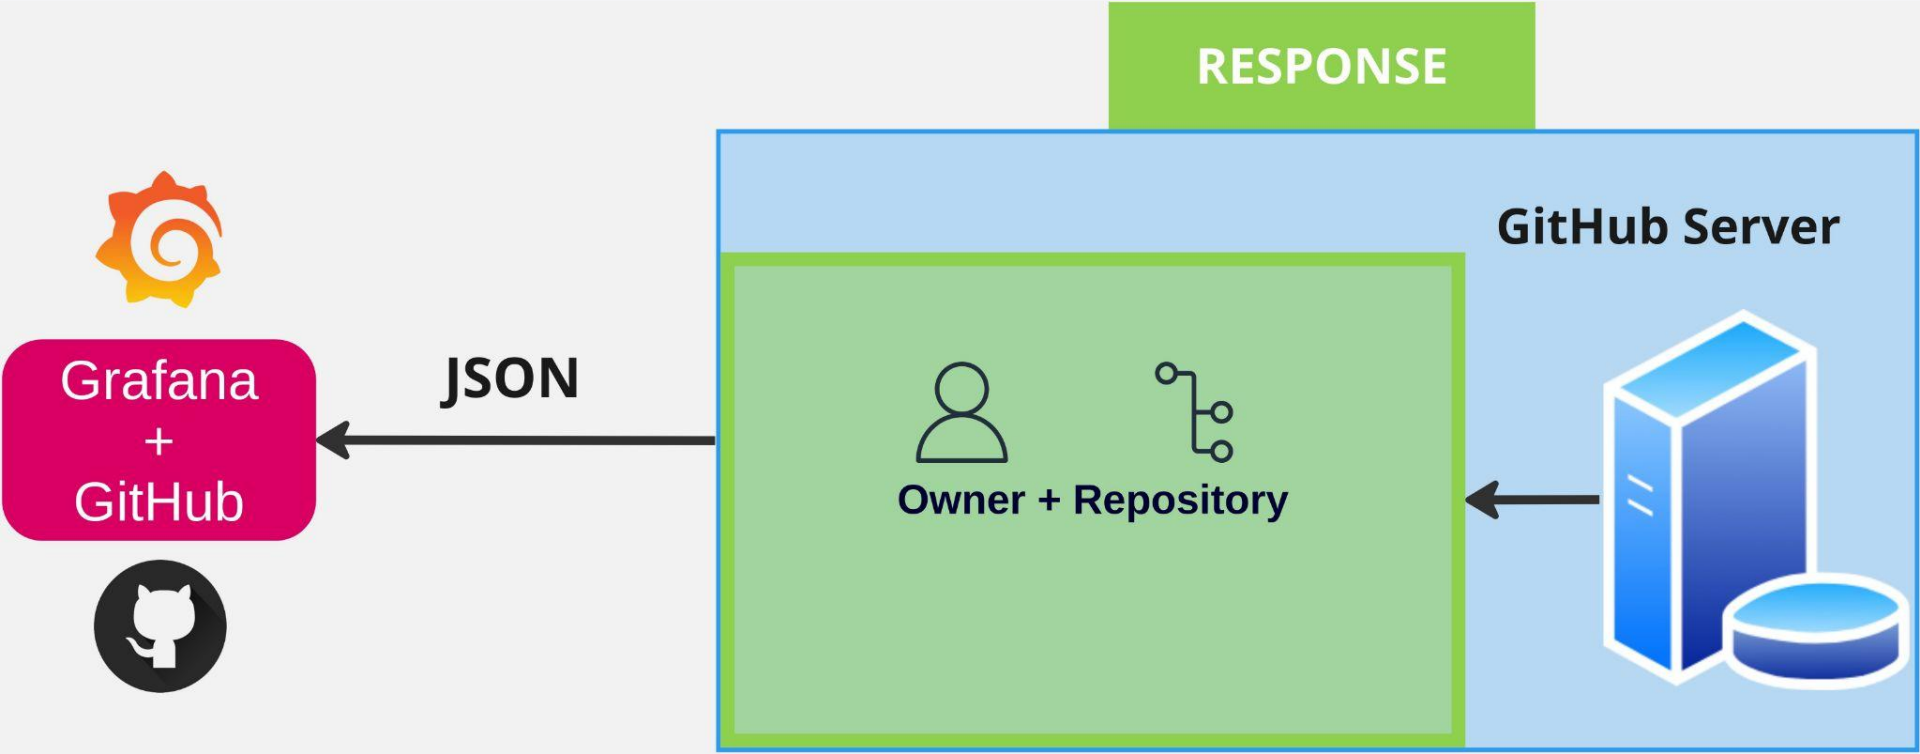 RESPONSE
GitHub Server
Grafana
+
GitHub
JSON
Owner + Repository